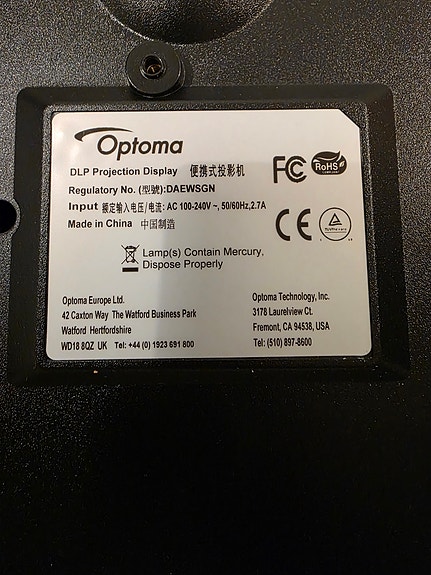 Optoma
DLP Projection Display 便携式投影机
FC
RoHS
Regulatory No. (型號):DAEWSGN
Input 额定输入电压/电流: AC 100-240V ~, 50/60Hz,2.7A
Made in China 中国制造
CE
Lamp(s) Contain Mercury,
Dispose Properly
Optoma Europe Ltd.
42 Caxton Way The Watford Business Park
Watford Hertfordshire
WD18 8QZ UK Tel: +44 (0) 1923 691 800
Optoma Technology, Inc.
3178 Laurelview Ct.
Fremont, CA 94538, USA
Tel: (510) 897-8600